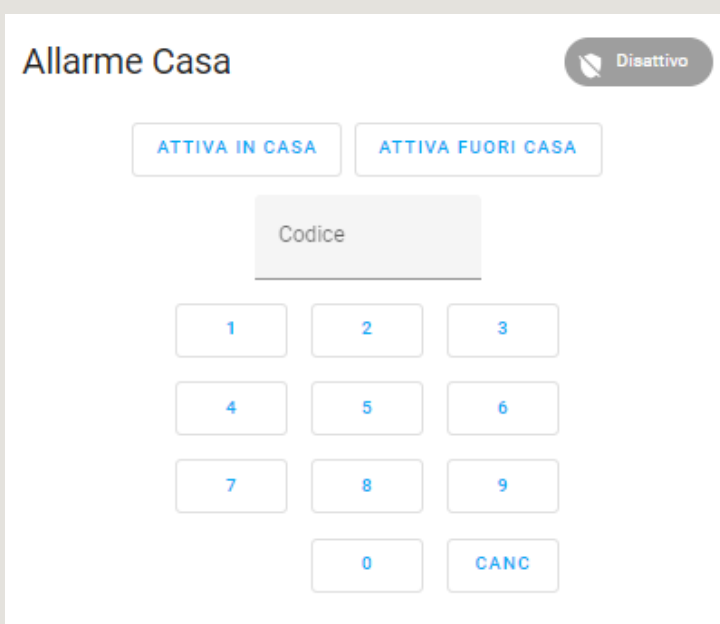 Allarme Casa
Disattivo
ATTIVA IN CASA ATTIVA FUORI CASA
Codice
1 2 3
4 5 6
7 8 9
0 CANC